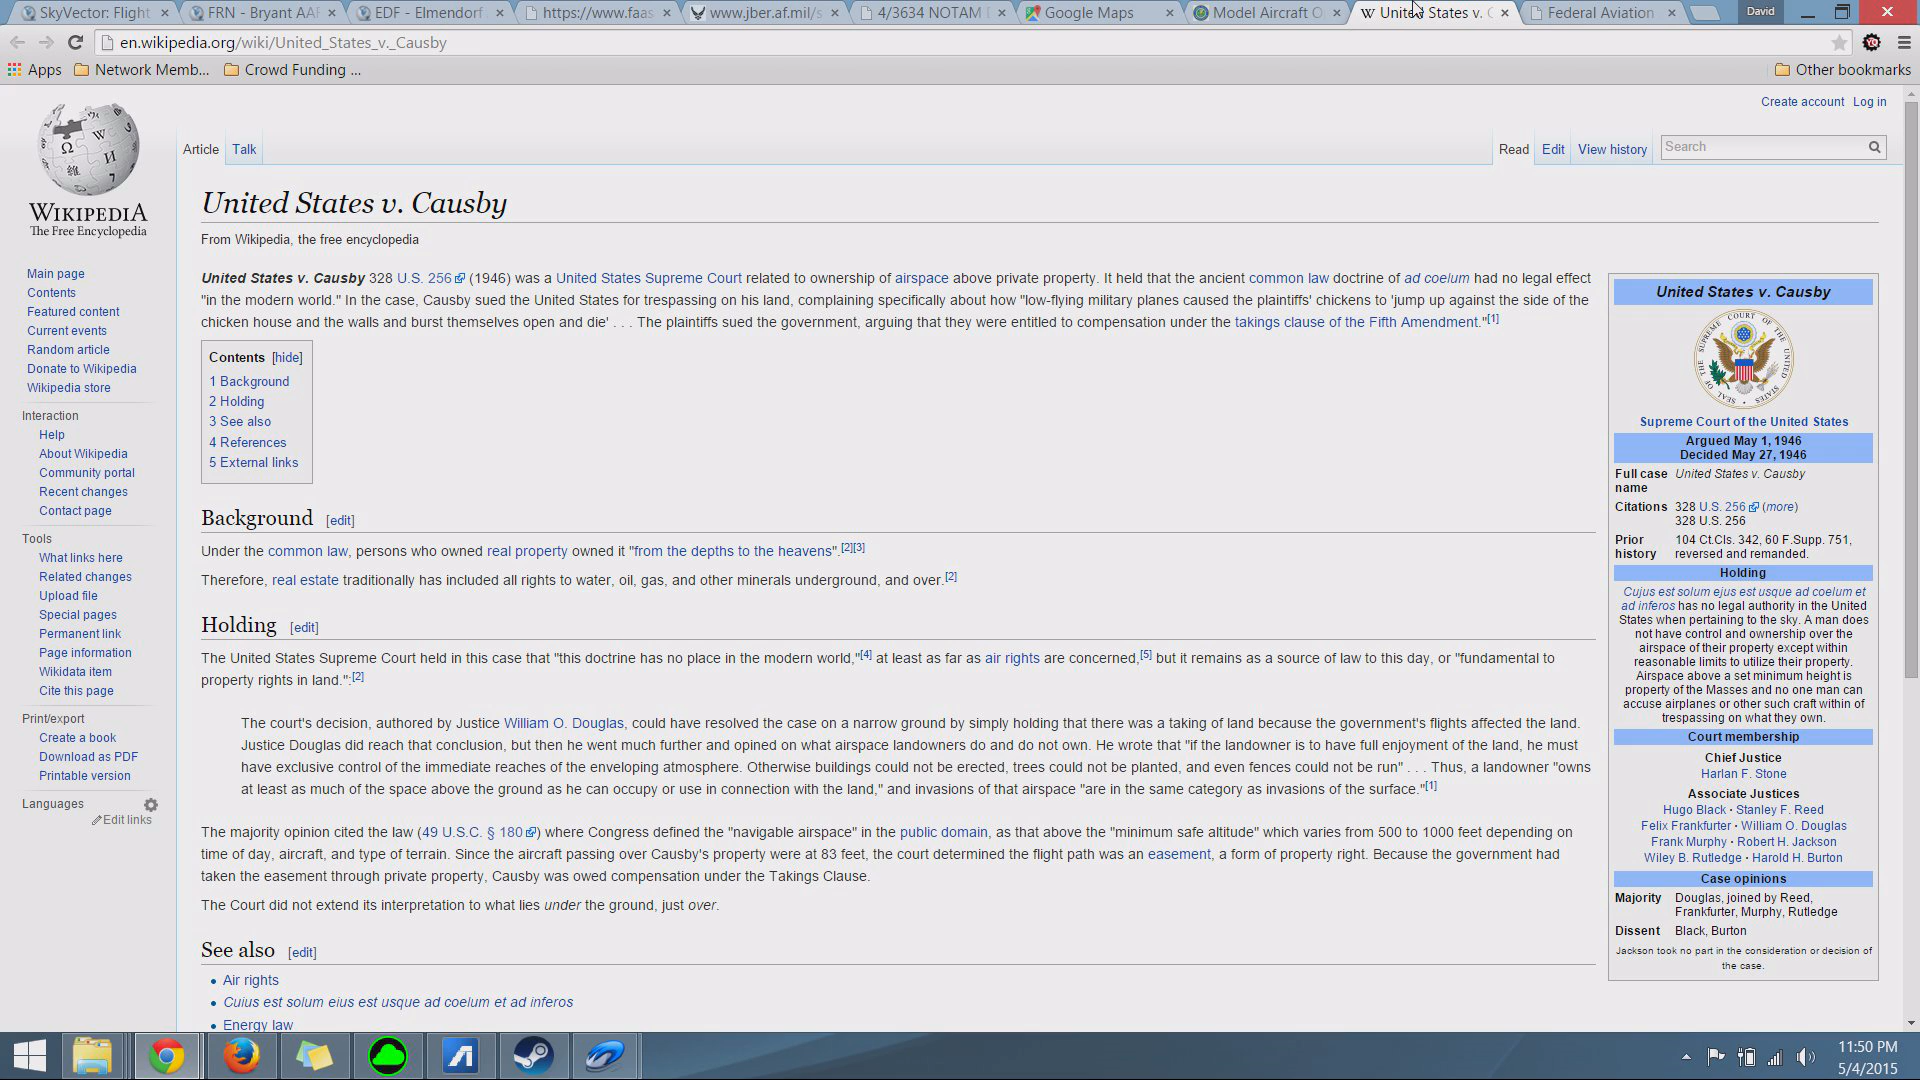 SkyVector: Flight
FRN - Bryant AAF
EDF - Elmendorf
https://www.faas
www.jber.af.mil/s
4/3634 NOTAM
Google Maps
Model Aircraft O
United States v. C
Federal Aviation
David
en.wikipedia.org/wiki/United_States_v._Causby
Apps
Network Memb...
Crowd Funding ...
Other bookmarks
Create account Log in
WIKIPEDIA
The Free Encyclopedia
Article Talk
Read Edit View history
Search
Main page
Contents
Featured content
Current events
Random article
Donate to Wikipedia
Wikipedia store
Interaction
Help
About Wikipedia
Community portal
Recent changes
Contact page
Tools
What links here
Related changes
Upload file
Special pages
Permanent link
Page information
Wikidata item
Cite this page
Print/export
Create a book
Download as PDF
Printable version
Languages
Edit links
United States v. Causby
From Wikipedia, the free encyclopedia
United States v. Causby 328 U.S. 256 (1946) was a United States Supreme Court related to ownership of airspace above private property. It held that the ancient common law doctrine of ad coelum had no legal effect
"in the modern world." In the case, Causby sued the United States for trespassing on his land, complaining specifically about how "low-flying military planes caused the plaintiffs' chickens to 'jump up against the side of the
chicken house and the walls and burst themselves open and die' . . . The plaintiffs sued the government, arguing that they were entitled to compensation under the takings clause of the Fifth Amendment."[1]
Contents [hide]
1 Background
2 Holding
3 See also
4 References
5 External links
Background [edit]
Under the common law, persons who owned real property owned it "from the depths to the heavens".[2][3]
Therefore, real estate traditionally has included all rights to water, oil, gas, and other minerals underground, and over.[2]
Holding [edit]
The United States Supreme Court held in this case that "this doctrine has no place in the modern world,"[4] at least as far as air rights are concerned,[5] but it remains as a source of law to this day, or "fundamental to
property rights in land.":[2]
The court's decision, authored by Justice William O. Douglas, could have resolved the case on a narrow ground by simply holding that there was a taking of land because the government's flights affected the land.
Justice Douglas did reach that conclusion, but then he went much further and opined on what airspace landowners do and do not own. He wrote that "if the landowner is to have full enjoyment of the land, he must
have exclusive control of the immediate reaches of the enveloping atmosphere. Otherwise buildings could not be erected, trees could not be planted, and even fences could not be run" . . . Thus, a landowner "owns
at least as much of the space above the ground as he can occupy or use in connection with the land," and invasions of that airspace "are in the same category as invasions of the surface."[1]
The majority opinion cited the law (49 U.S.C. § 180) where Congress defined the "navigable airspace" in the public domain, as that above the "minimum safe altitude" which varies from 500 to 1000 feet depending on
time of day, aircraft, and type of terrain. Since the aircraft passing over Causby's property were at 83 feet, the court determined the flight path was an easement, a form of property right. Because the government had
taken the easement through private property, Causby was owed compensation under the Takings Clause.
The Court did not extend its interpretation to what lies under the ground, just over.
See also [edit]
Air rights
Cuius est solum eius est usque ad coelum et ad inferos
Energy law
United States v. Causby
SEAL OF THE SUPREME COURT OF THE UNITED STATES
Supreme Court of the United States
Argued May 1, 1946
Decided May 27, 1946
Full case name United States v. Causby
Citations 328 U.S. 256 (more)
328 U.S. 256
Prior history 104 Ct.Cls. 342, 60 F.Supp. 751,
reversed and remanded.
Holding
Cujus est solum ejus est usque ad coelum et
ad inferos has no legal authority in the United
States when pertaining to the sky. A man does
not have control and ownership over the
airspace of their property except within
reasonable limits to utilize their property.
Airspace above a set minimum height is
property of the Masses and no one man can
accuse airplanes or other such craft within of
trespassing on what they own.
Court membership
Chief Justice
Harlan F. Stone
Associate Justices
Hugo Black · Stanley F. Reed
Felix Frankfurter · William O. Douglas
Frank Murphy · Robert H. Jackson
Wiley B. Rutledge · Harold H. Burton
Case opinions
Majority Douglas, joined by Reed,
Frankfurter, Murphy, Rutledge
Dissent Black, Burton
Jackson took no part in the consideration or decision of
the case.
11:50 PM
5/4/2015